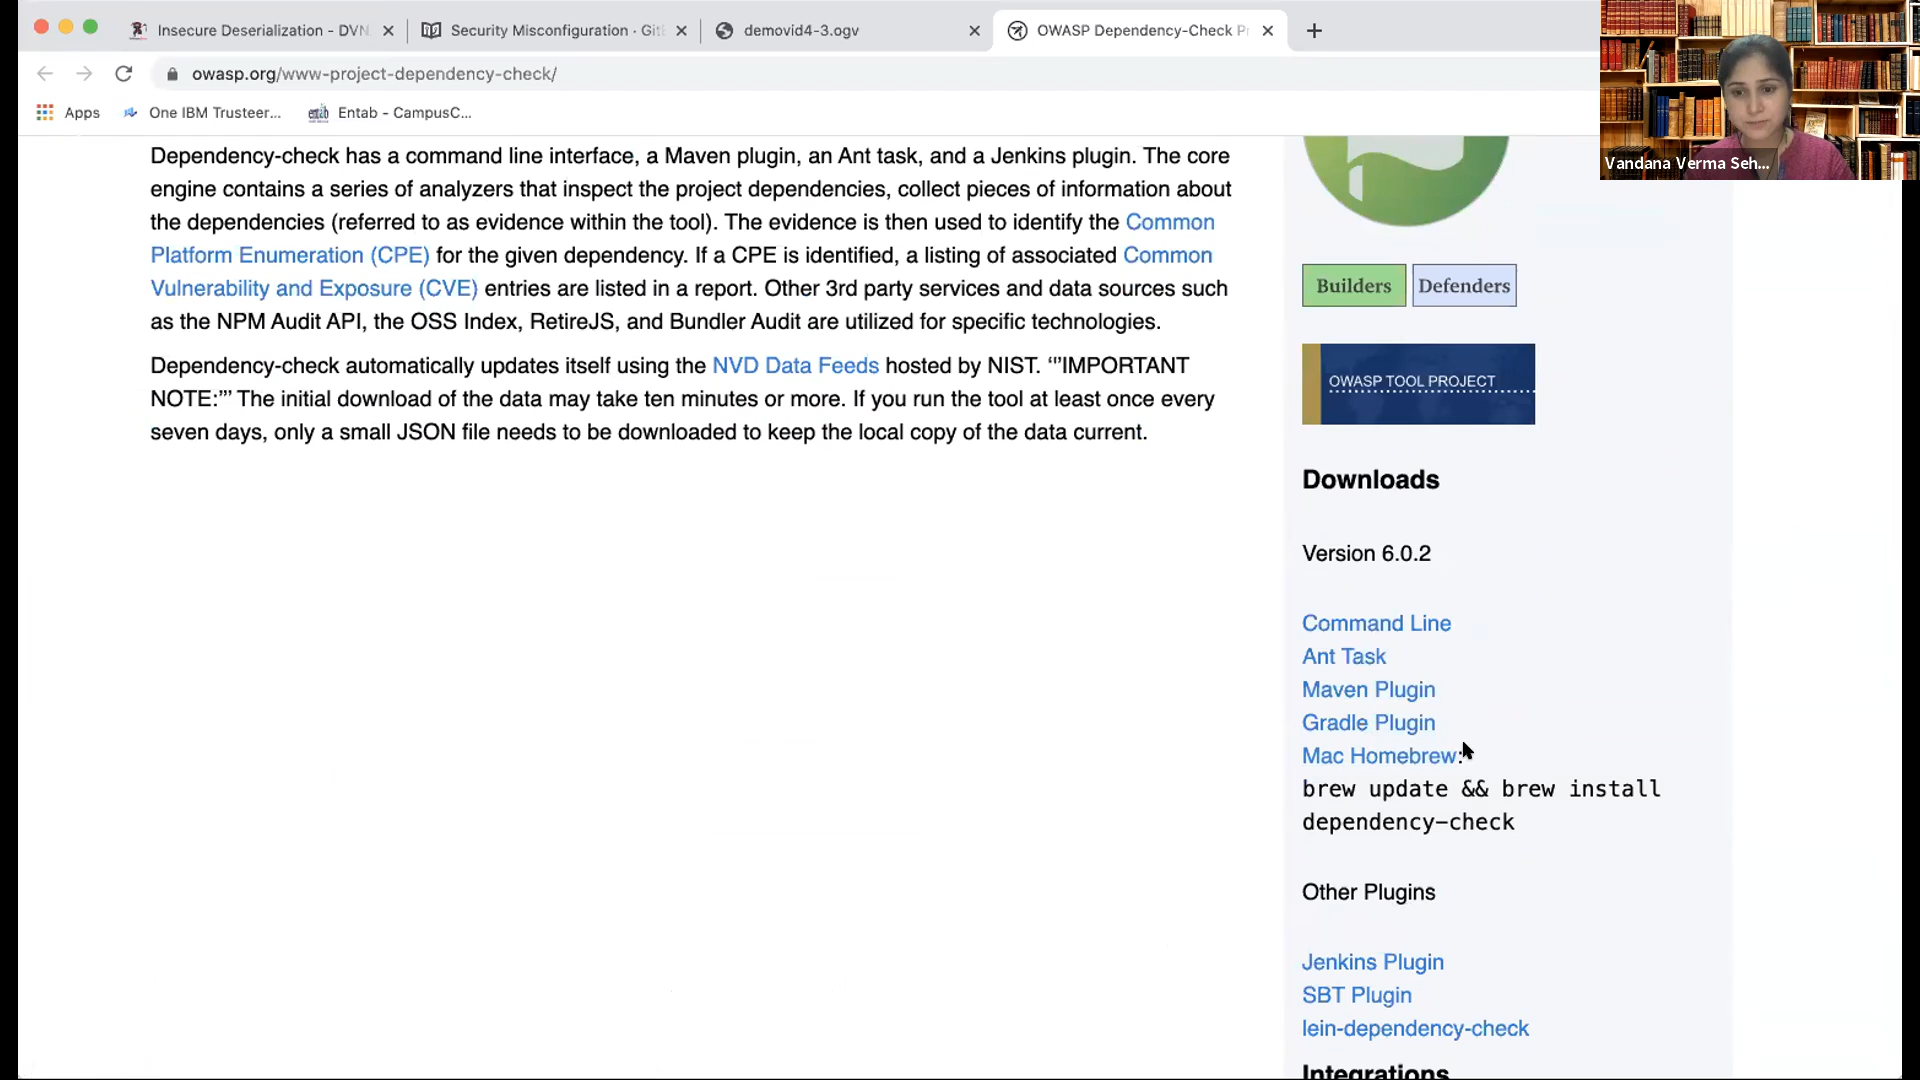 Insecure Deserialization - DVN
Security Misconfiguration · Git
demovid4-3.ogv
OWASP Dependency-Check Pr
owasp.org/www-project-dependency-check/
Apps
One IBM Trusteer...
Entab - CampusC...
Vandana Verma Seh...
Dependency-check has a command line interface, a Maven plugin, an Ant task, and a Jenkins plugin. The core
engine contains a series of analyzers that inspect the project dependencies, collect pieces of information about
the dependencies (referred to as evidence within the tool). The evidence is then used to identify the Common
Platform Enumeration (CPE) for the given dependency. If a CPE is identified, a listing of associated Common
Vulnerability and Exposure (CVE) entries are listed in a report. Other 3rd party services and data sources such
as the NPM Audit API, the OSS Index, RetireJS, and Bundler Audit are utilized for specific technologies.
Dependency-check automatically updates itself using the NVD Data Feeds hosted by NIST. ‘”’IMPORTANT
NOTE:”’ The initial download of the data may take ten minutes or more. If you run the tool at least once every
seven days, only a small JSON file needs to be downloaded to keep the local copy of the data current.
Builders
Defenders
OWASP TOOL PROJECT
Downloads
Version 6.0.2
Command Line
Ant Task
Maven Plugin
Gradle Plugin
Mac Homebrew:
brew update && brew install
dependency-check
Other Plugins
Jenkins Plugin
SBT Plugin
lein-dependency-check
Integrations